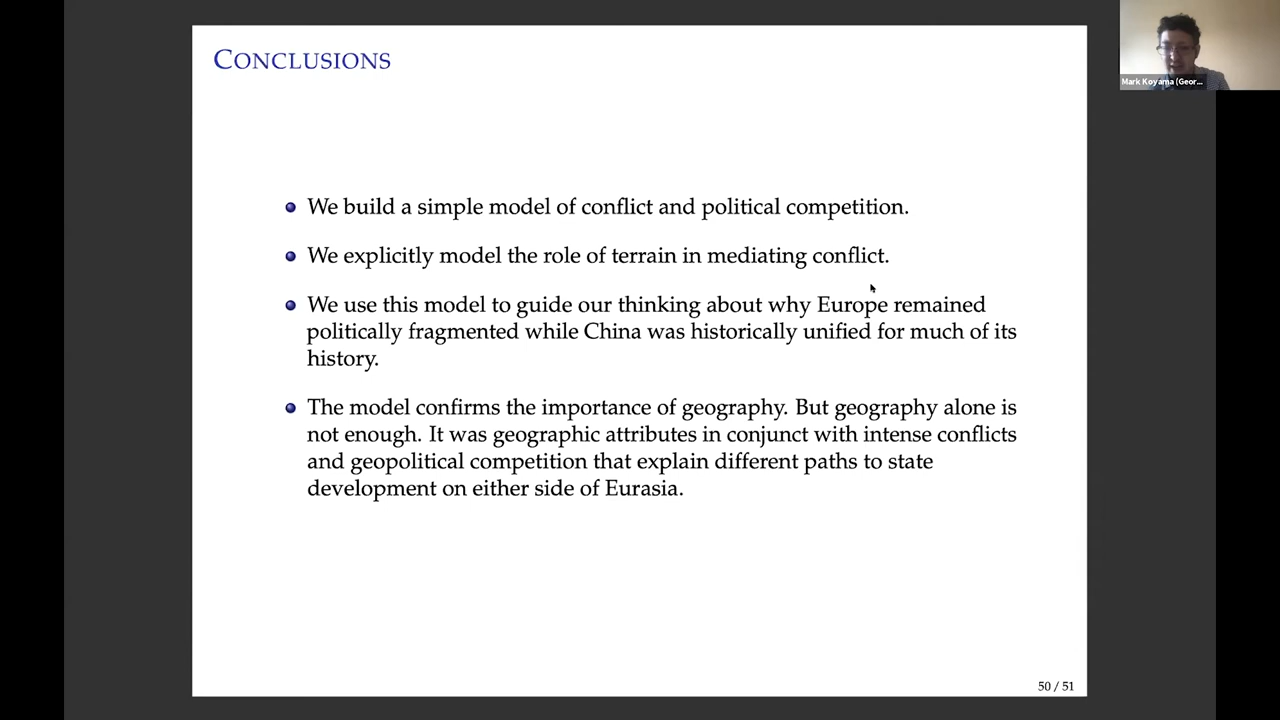 CONCLUSIONS
Mark Koyama (Geor...
We build a simple model of conflict and political competition.
We explicitly model the role of terrain in mediating conflict.
We use this model to guide our thinking about why Europe remained
politically fragmented while China was historically unified for much of its
history.
The model confirms the importance of geography. But geography alone is
not enough. It was geographic attributes in conjunct with intense conflicts
and geopolitical competition that explain different paths to state
development on either side of Eurasia.
50 / 51